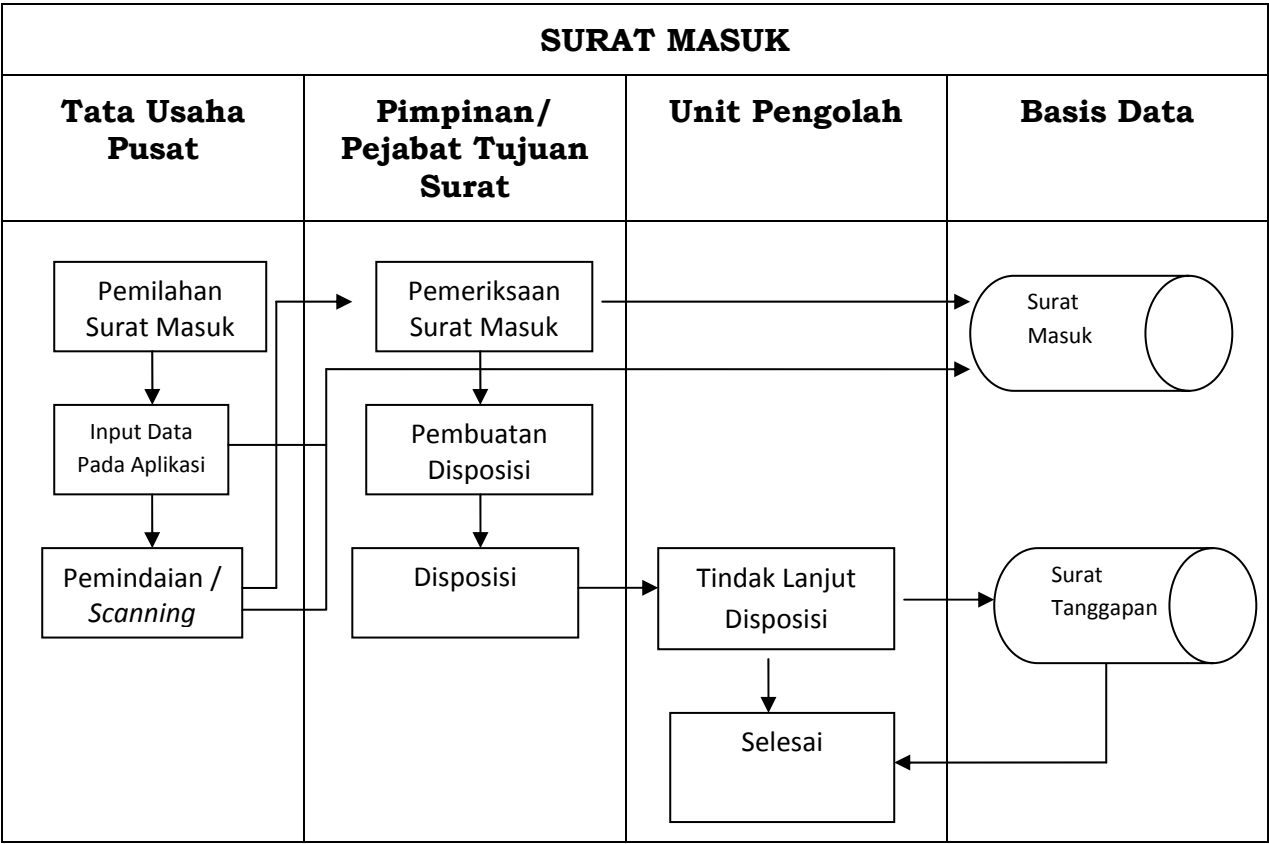 SURAT MASUK
Tata Usaha
Pusat
Pimpinan/
Pejabat Tujuan
Surat
Unit Pengolah
Basis Data
Pemilahan
Surat Masuk
Input Data
Pada Aplikasi
Pemindaian /
Scanning
Pemeriksaan
Surat Masuk
Pembuatan
Disposisi
Disposisi
Tindak Lanjut
Disposisi
Selesai
Surat
Masuk
Surat
Tanggapan